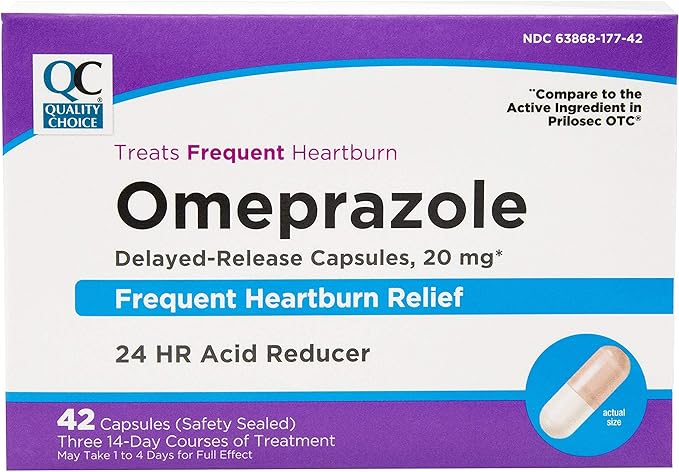 NDC 63868-177-42
QC
QUALITY®
CHOICE
**Compare to the
Active Ingredient in
Prilosec OTC®
Treats Frequent Heartburn
Omeprazole
Delayed-Release Capsules, 20 mg*
Frequent Heartburn Relief
24 HR Acid Reducer
actual
size
42 Capsules (Safety Sealed)
Three 14-Day Courses of Treatment
May Take 1 to 4 Days for Full Effect